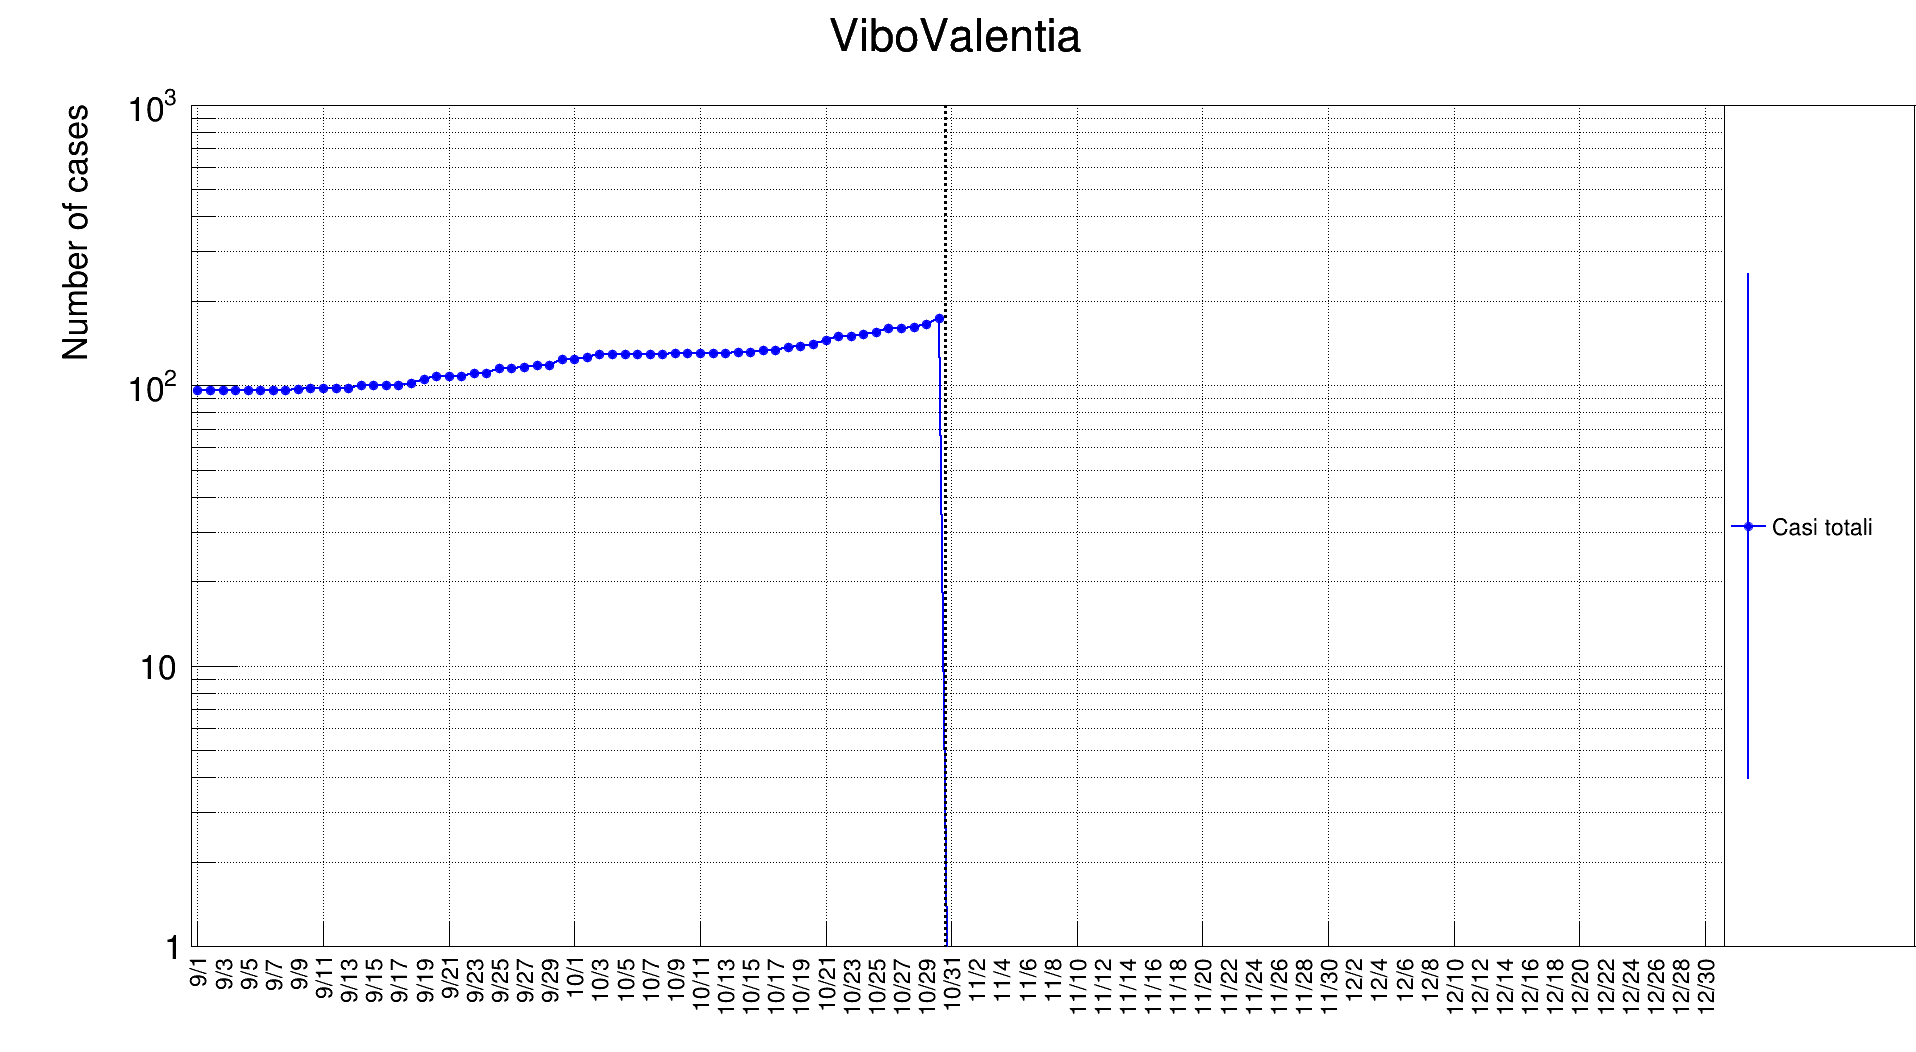 ViboValentia
Number of cases
10³
10²
10
1
9/1 9/3 9/5 9/7 9/9 9/11 9/13 9/15 9/17 9/19 9/21 9/23 9/25 9/27 9/29 10/1 10/3 10/5 10/7 10/9 10/11 10/13 10/15 10/17 10/19 10/21 10/23 10/25 10/27 10/29 10/31 11/2 11/4 11/6 11/8 11/10 11/12 11/14 11/16 11/18 11/20 11/22 11/24 11/26 11/28 11/30 12/2 12/4 12/6 12/8 12/10 12/12 12/14 12/16 12/18 12/20 12/22 12/24 12/26 12/28 12/30
Casi totali